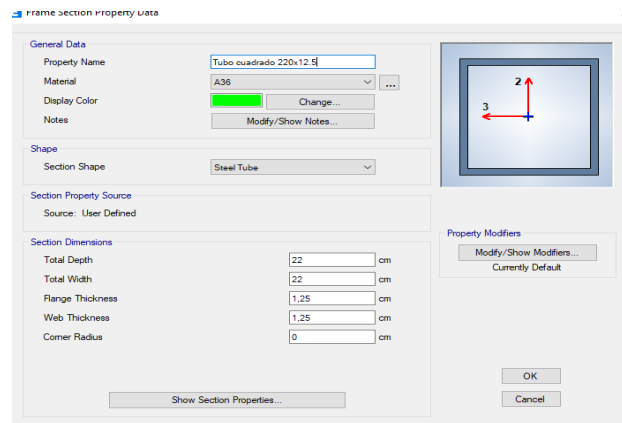 Frame Section Property Data
General Data
Property Name Tubo cuadrado 220x12.5
Material A36 ...
Display Color Change...
Notes Modify/Show Notes...
Shape
Section Shape Steel Tube
Section Property Source
Source: User Defined
Section Dimensions
Total Depth 22 cm
Total Width 22 cm
Flange Thickness 1,25 cm
Web Thickness 1,25 cm
Corner Radius 0 cm
Show Section Properties...
2
3
Property Modifiers
Modify/Show Modifiers...
Currently Default
OK
Cancel